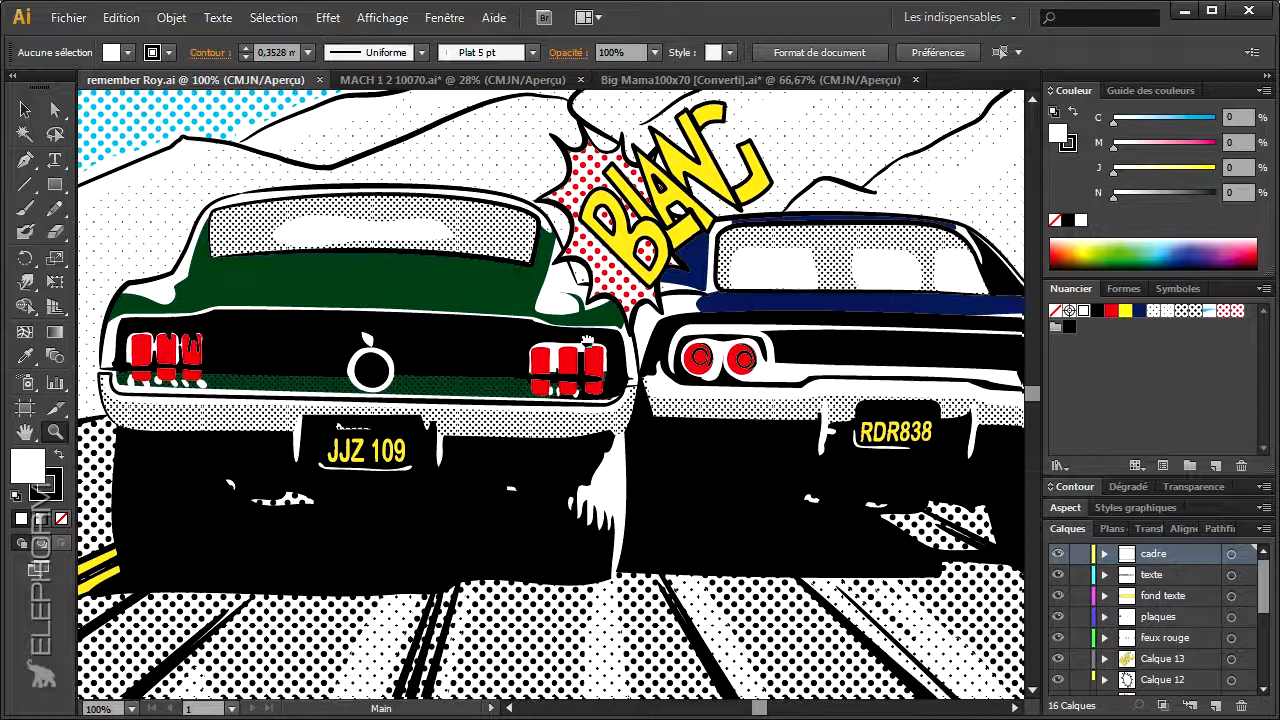 Ai Fichier Edition Objet Texte Sélection Effet Affichage Fenêtre Aide Br Les indispensables
Aucune sélection Contour : 0,3528 m Uniforme Plat 5 pt Opacité : 100% Style : Format de document Préférences
remember Roy.ai @ 100% (CMJN/Aperçu) MACH 1 2 10070.ai* @ 28% (CMJN/Aperçu) Big Mama100x70 [Converti].ai* @ 66,67% (CMJN/Aperçu)
Couleur Guide des couleurs
C 0 %
M 0 %
J 0 %
N 0 %
BLANG
Nuancier Formes Symboles
JJZ 109
RDR838
Contour Dégradé Transparence
Aspect Styles graphiques
Calques Plans Transf Aligne Pathfin
cadre
texte
fond texte
plaques
feux rouge
Calque 13
Calque 12
16 Calques
ELEPHORM
100% 1 Main